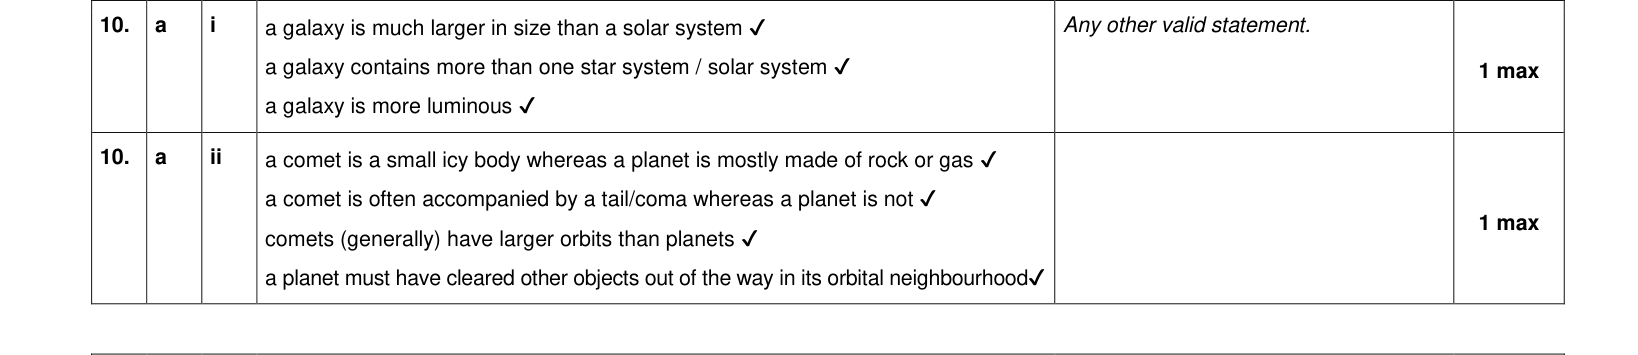 10. a i a galaxy is much larger in size than a solar system ✓ Any other valid statement.
a galaxy contains more than one star system / solar system ✓ 1 max
a galaxy is more luminous ✓
10. a ii a comet is a small icy body whereas a planet is mostly made of rock or gas ✓
a comet is often accompanied by a tail/coma whereas a planet is not ✓
1 max
comets (generally) have larger orbits than planets ✓
a planet must have cleared other objects out of the way in its orbital neighbourhood✓